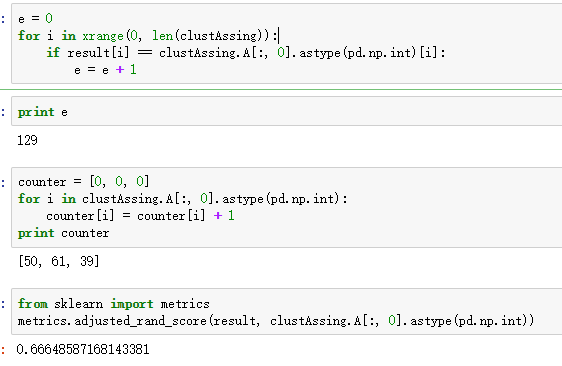 : e = 0
for i in xrange(0, len(clustAssing)):
if result[i] == clustAssing.A[:, 0].astype(pd.np.int)[i]:
e = e + 1
: print e
129
: counter = [0, 0, 0]
for i in clustAssing.A[:, 0].astype(pd.np.int):
counter[i] = counter[i] + 1
print counter
[50, 61, 39]
: from sklearn import metrics
metrics.adjusted_rand_score(result, clustAssing.A[:, 0].astype(pd.np.int))
: 0.66648587168143381